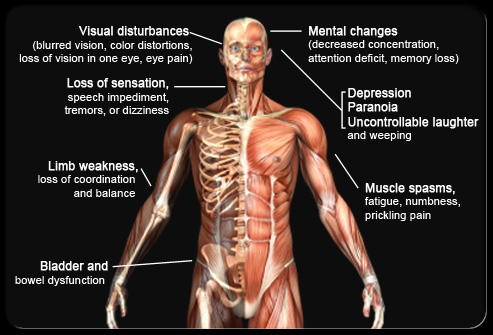 Visual disturbances
(blurred vision, color distortions,
loss of vision in one eye, eye pain)
Mental changes
(decreased concentration,
attention deficit, memory loss)
Loss of sensation,
speech impediment,
tremors, or dizziness
Depression
Paranoia
Uncontrollable laughter
and weeping
Limb weakness,
loss of coordination
and balance
Muscle spasms,
fatigue, numbness,
prickling pain
Bladder and
bowel dysfunction